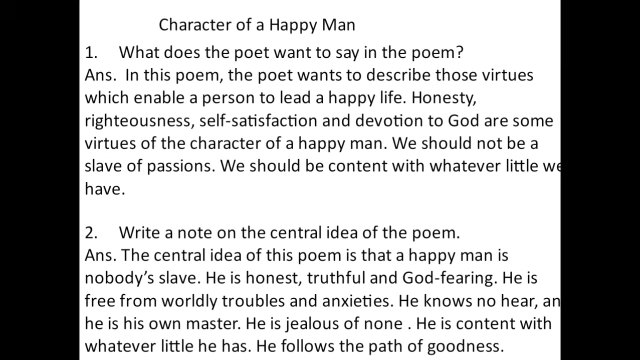 Character of a Happy Man
1. What does the poet want to say in the poem?
Ans. In this poem, the poet wants to describe those virtues
which enable a person to lead a happy life. Honesty,
righteousness, self-satisfaction and devotion to God are some
virtues of the character of a happy man. We should not be a
slave of passions. We should be content with whatever little we
have.
2. Write a note on the central idea of the poem.
Ans. The central idea of this poem is that a happy man is
nobody's slave. He is honest, truthful and God-fearing. He is
free from worldly troubles and anxieties. He knows no hear, an
he is his own master. He is jealous of none . He is content with
whatever little he has. He follows the path of goodness.